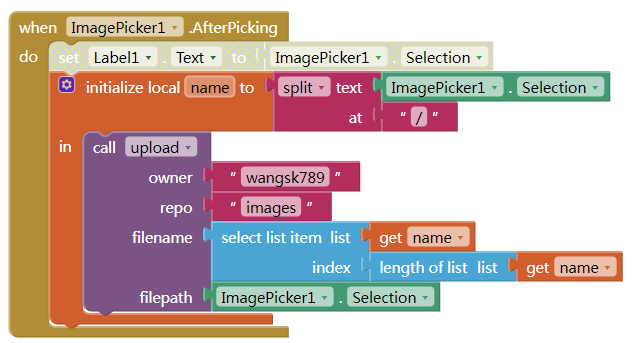 when ImagePicker1 .AfterPicking
do set Label1 . Text to ImagePicker1 . Selection
initialize local name to split text ImagePicker1 . Selection
at " / "
in call upload
owner " wangsk789 "
repo " images "
filename select list item list get name
index length of list list get name
filepath ImagePicker1 . Selection